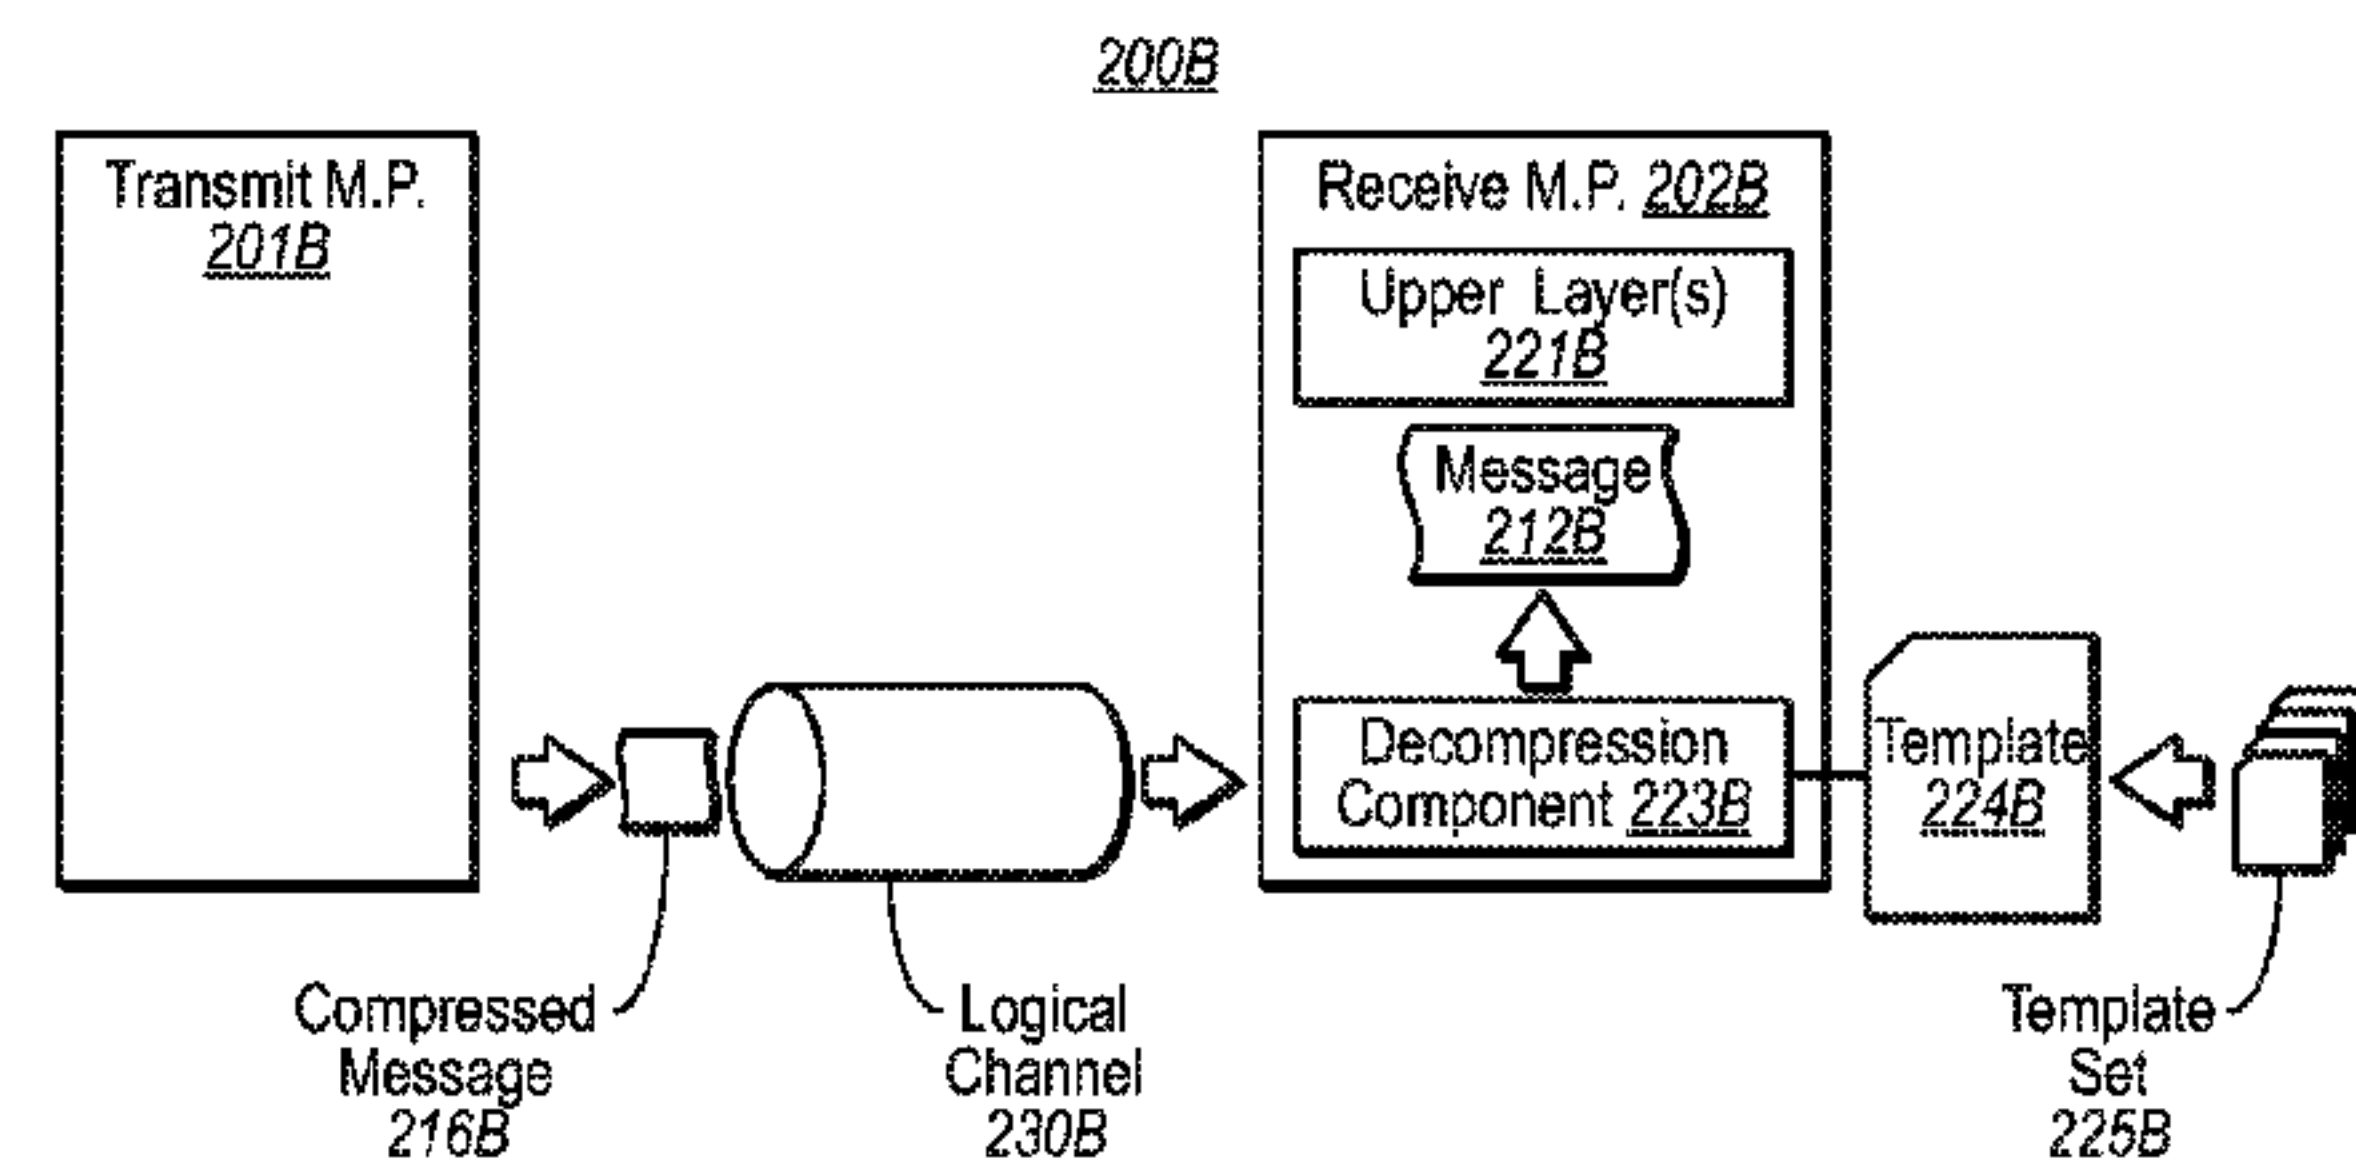 200B
Transmit M.P.
201B
Receive M.P. 202B
Upper Layer(s)
221B
Message
212B
Decompression
Component 223B
Template
224B
Compressed
Message
216B
Logical
Channel
230B
Template
Set
225B